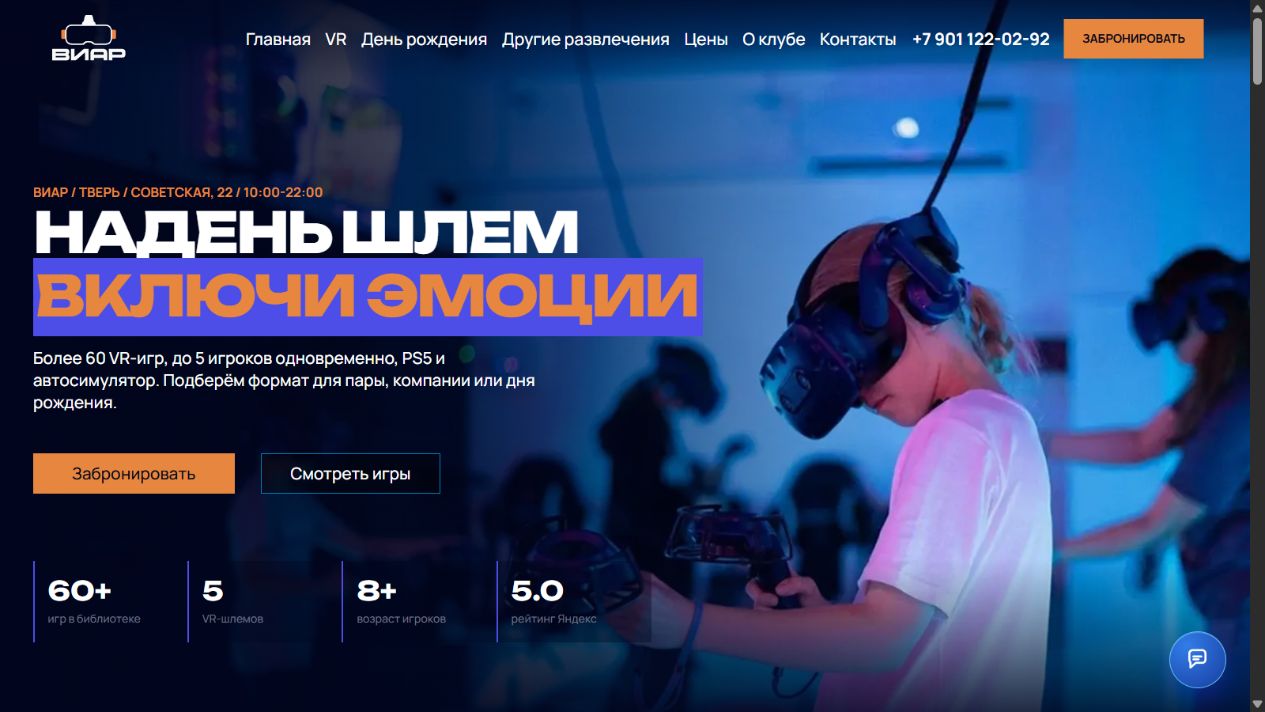 ВИАР
Главная VR День рождения Другие развлечения Цены О клубе Контакты +7 901 122-02-92 ЗАБРОНИРОВАТЬ
ВИАР / ТВЕРЬ / СОВЕТСКАЯ, 22 / 10:00-22:00
НАДЕНЬ ШЛЕМ
ВКЛЮЧИ ЭМОЦИИ
Более 60 VR-игр, до 5 игроков одновременно, PS5 и
автосимулятор. Подберём формат для пары, компании или дня
рождения.
Забронировать Смотреть игры
60+ 5 8+ 5.0
игр в библиотеке VR-шлемов возраст игроков рейтинг Яндекс